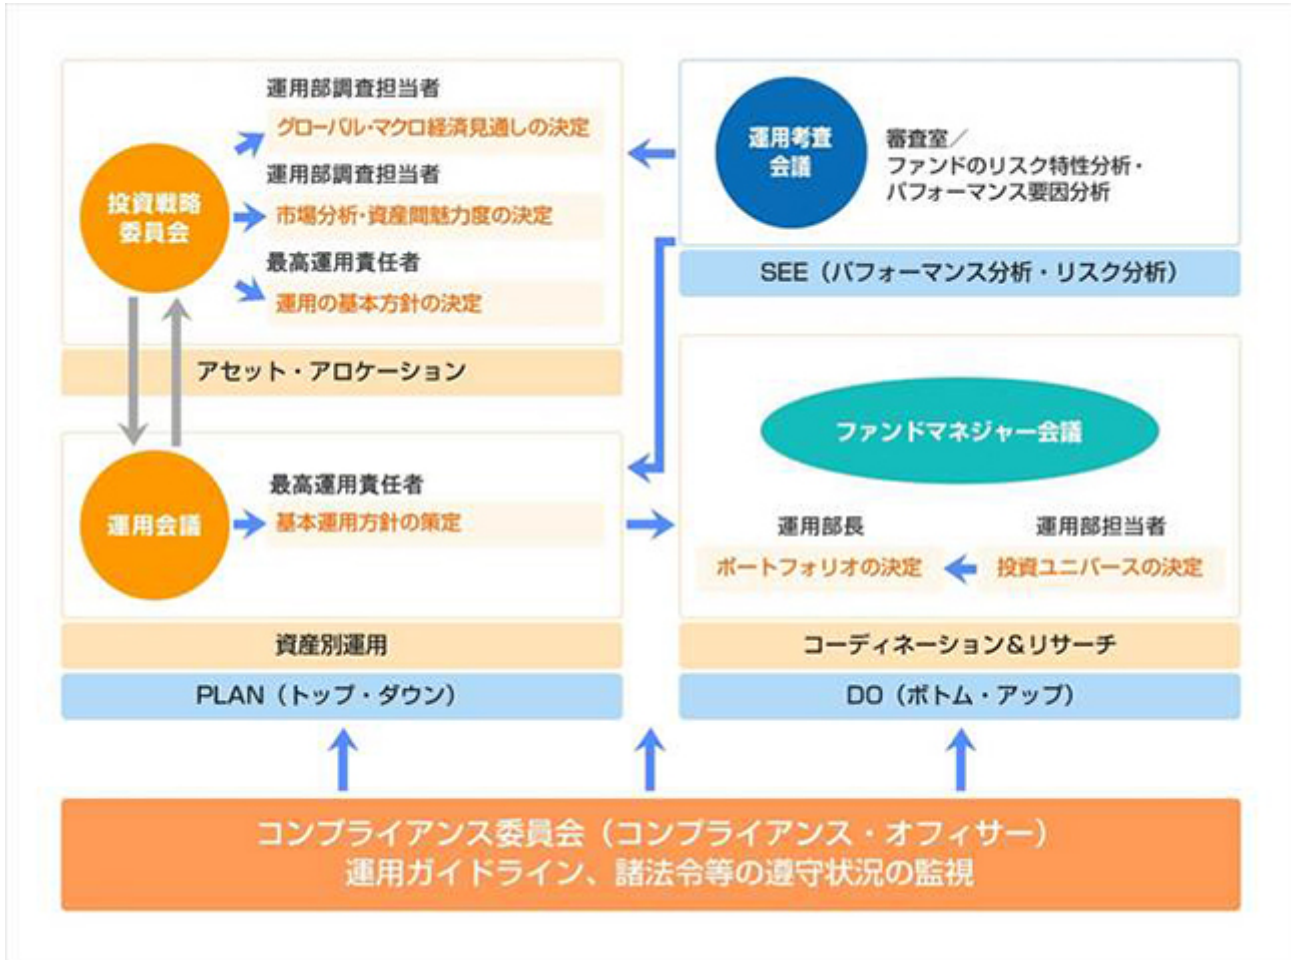 運用部調査担当者
グローバル・マクロ経済見通しの決定
運用部調査担当者
市場分析・資産間魅力度の決定
最高運用責任者
運用の基本方針の決定
投資戦略
委員会
アセット・アロケーション
運用考査
会議
審査室／
ファンドのリスク特性分析・
パフォーマンス要因分析
SEE（パフォーマンス分析・リスク分析）
運用会議
最高運用責任者
基本運用方針の策定
資産別運用
PLAN（トップ・ダウン）
ファンドマネジャー会議
運用部長
ポートフォリオの決定
運用部担当者
投資ユニバースの決定
コーディネーション＆リサーチ
DO（ボトム・アップ）
コンプライアンス委員会（コンプライアンス・オフィサー）
運用ガイドライン、諸法令等の遵守状況の監視